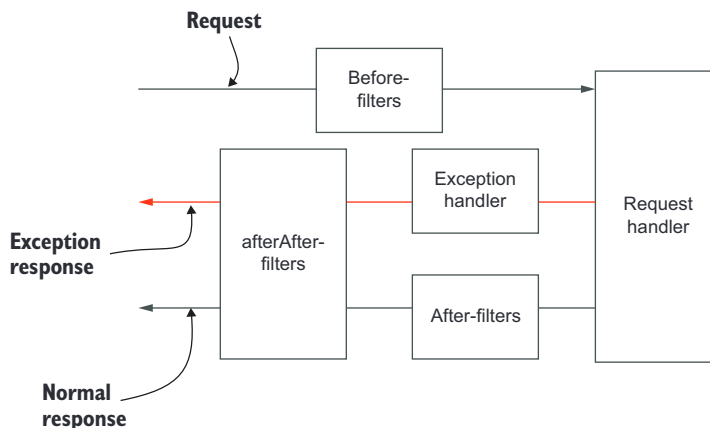 Request
Before-
filters
Exception
handler
Request
handler
afterAfter-
filters
Exception
response
After-filters
Normal
response